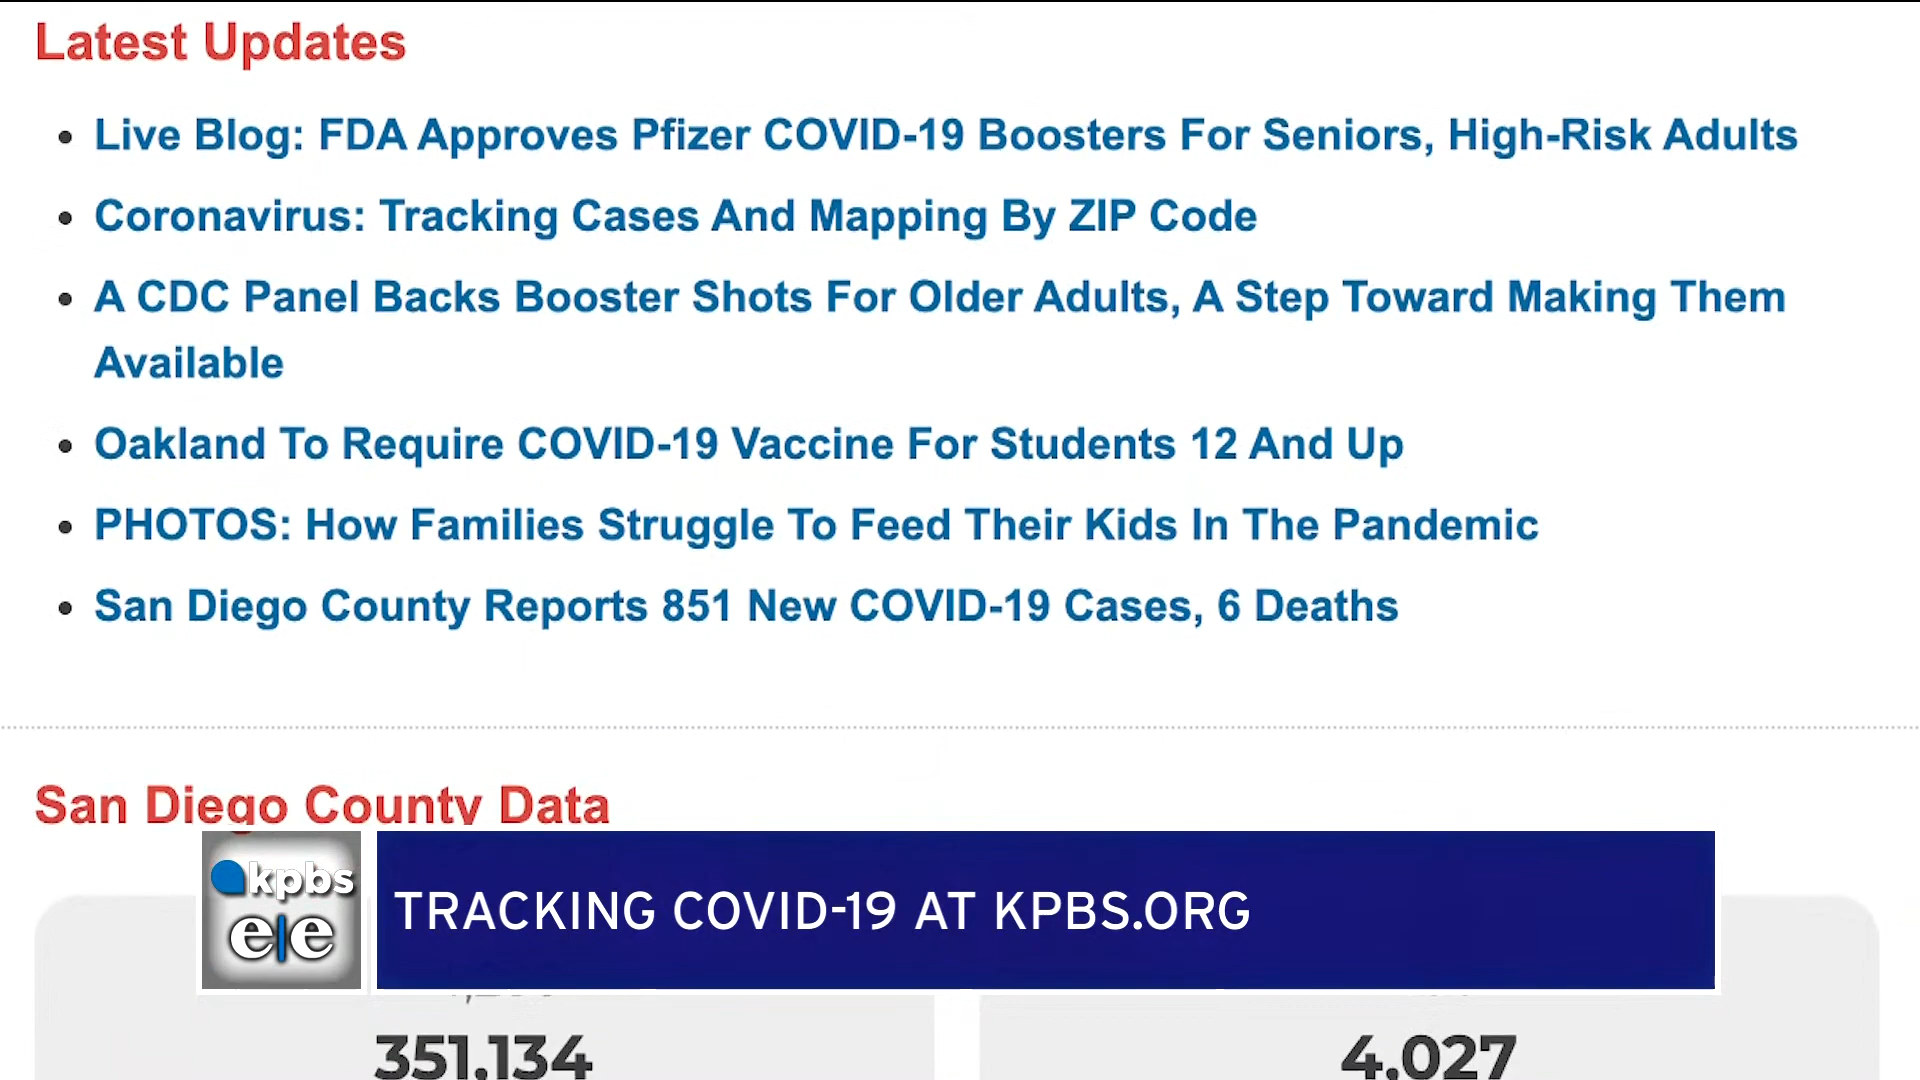 Latest Updates
Live Blog: FDA Approves Pfizer COVID-19 Boosters For Seniors, High-Risk Adults
Coronavirus: Tracking Cases And Mapping By ZIP Code
A CDC Panel Backs Booster Shots For Older Adults, A Step Toward Making Them
Available
Oakland To Require COVID-19 Vaccine For Students 12 And Up
PHOTOS: How Families Struggle To Feed Their Kids In The Pandemic
San Diego County Reports 851 New COVID-19 Cases, 6 Deaths
San Diego County Data
kpbs
e|e
TRACKING COVID-19 AT KPBS.ORG
351,134
4,027